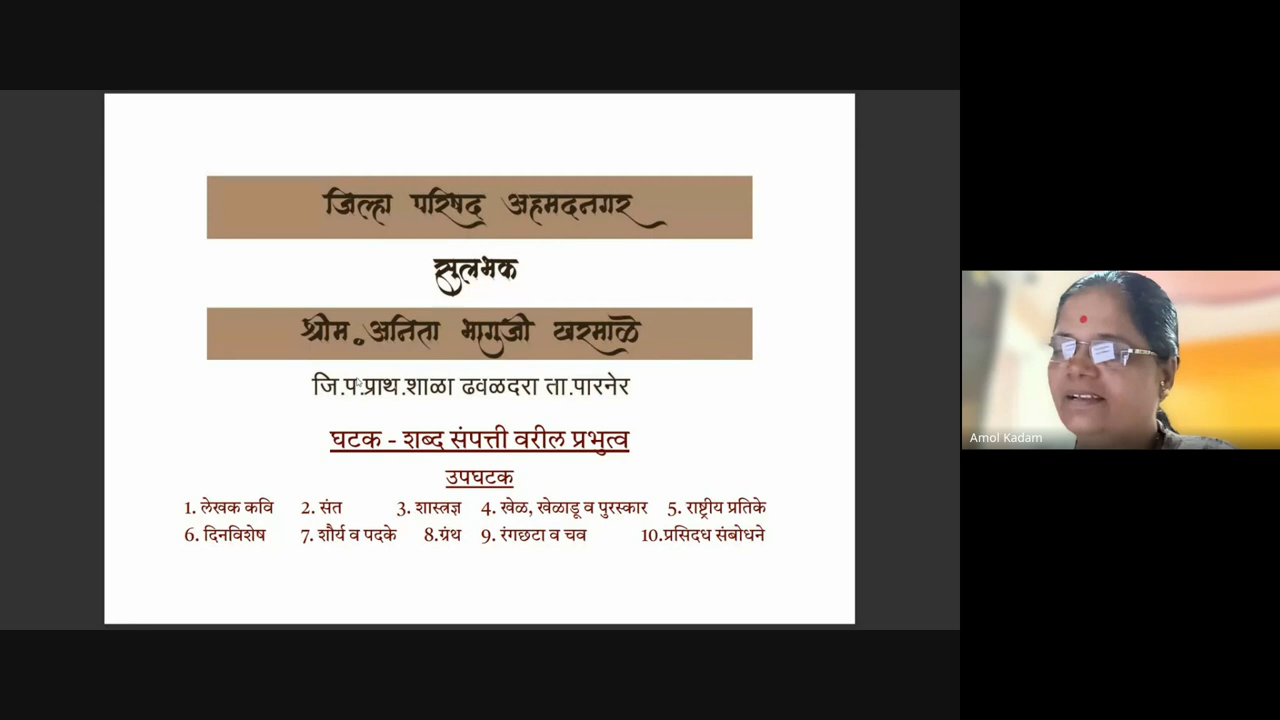 जिल्हा परिषद अहमदनगर
सुलभक
श्रीम.अनिता भागुजी खरमाळे
जि.प.प्राथ.शाळा ढवळदरा ता.पारनेर
घटक - शब्द संपत्ती वरील प्रभुत्व
उपघटक
1. लेखक कवि 2. संत 3. शास्त्रज्ञ 4. खेळ, खेळाडू व पुरस्कार 5. राष्ट्रीय प्रतिके
6. दिनविशेष 7. शौर्य व पदके 8.ग्रंथ 9. रंगछटा व चव 10.प्रसिदध संबोधने
Amol Kadam